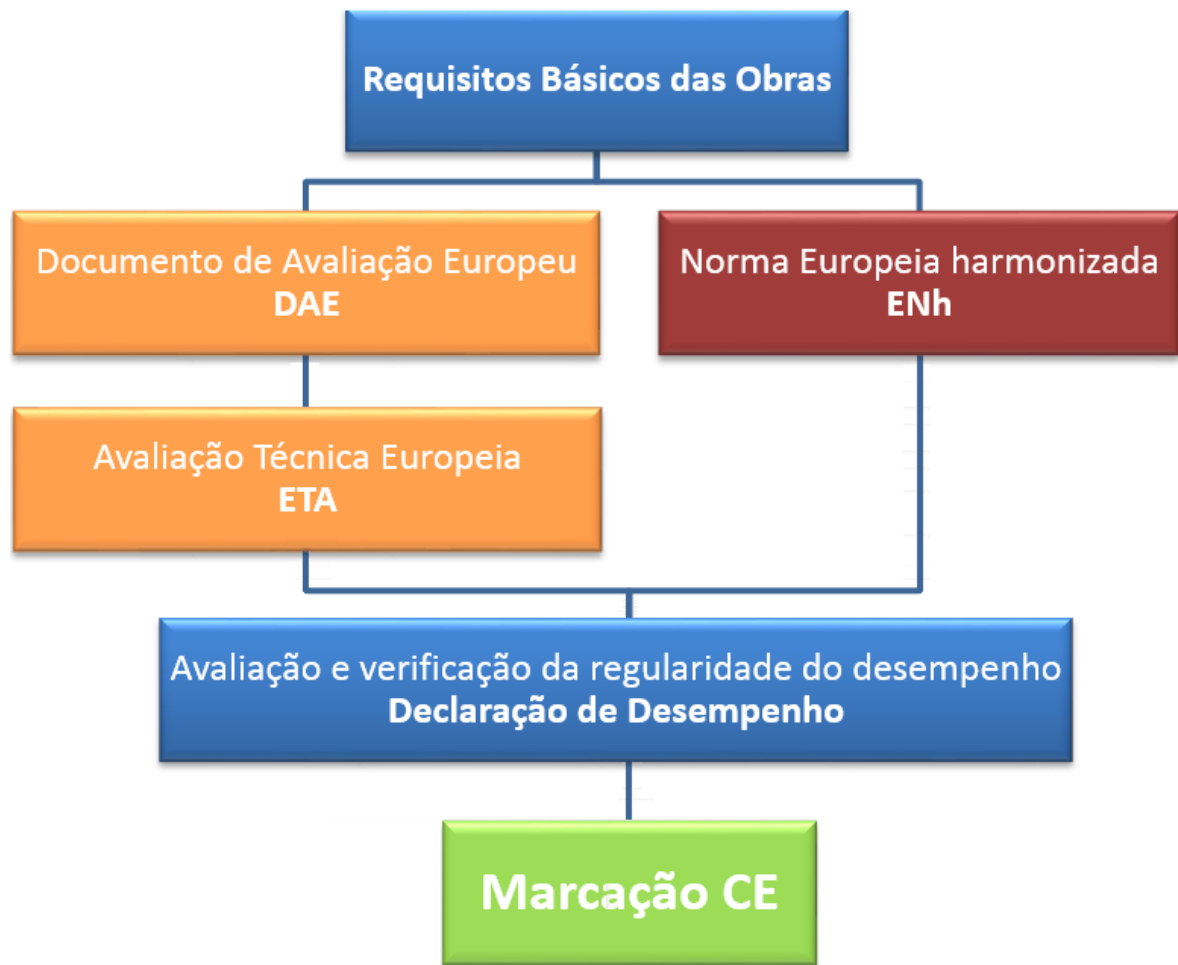 Requisitos Básicos das Obras
Documento de Avaliação Europeu
DAE
Norma Europeia harmonizada
ENh
Avaliação Técnica Europeia
ETA
Avaliação e verificação da regularidade do desempenho
Declaração de Desempenho
Marcação CE